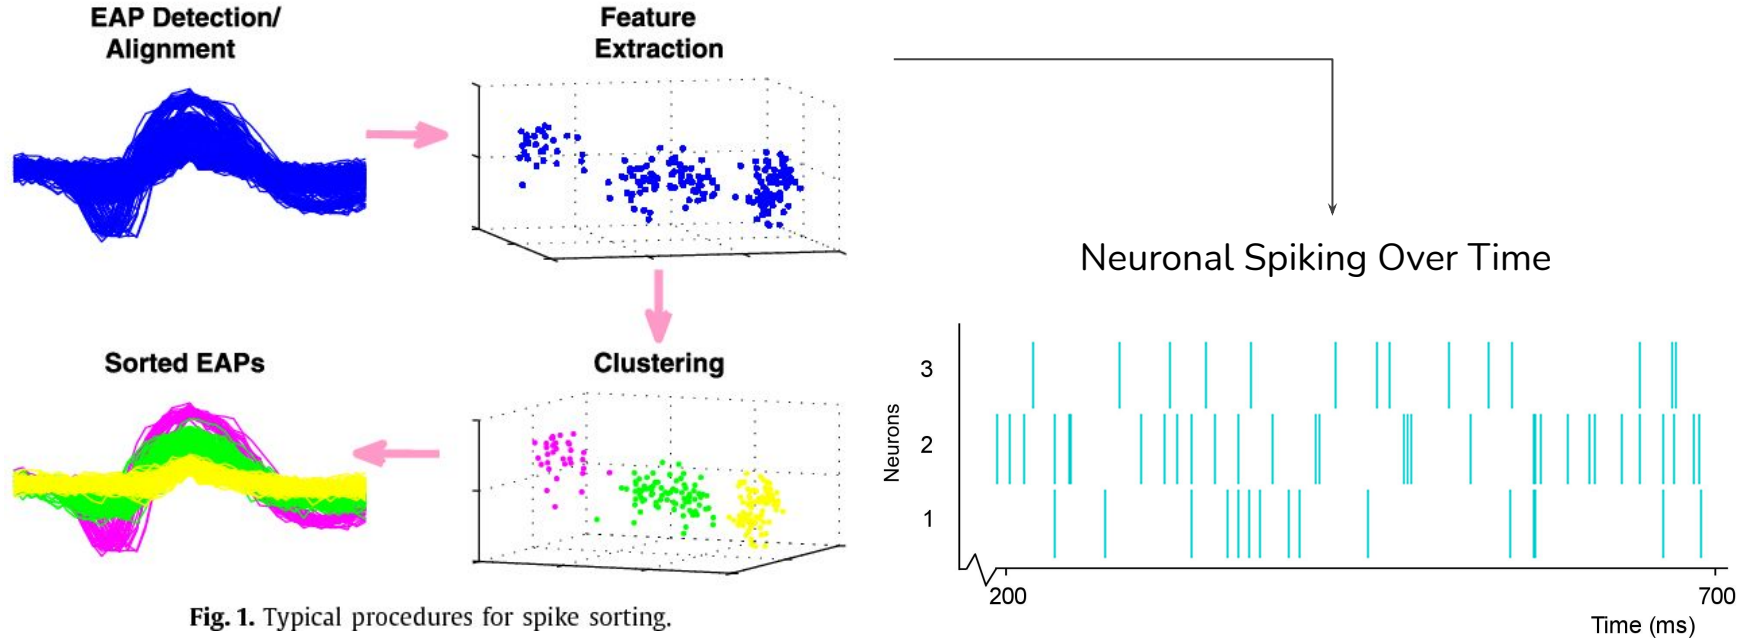 EAP Detection/
Alignment
Feature
Extraction
Sorted EAPs
Clustering
Fig. 1. Typical procedures for spike sorting.
Neuronal Spiking Over Time
Neurons
3
2
1
200
700
Time (ms)